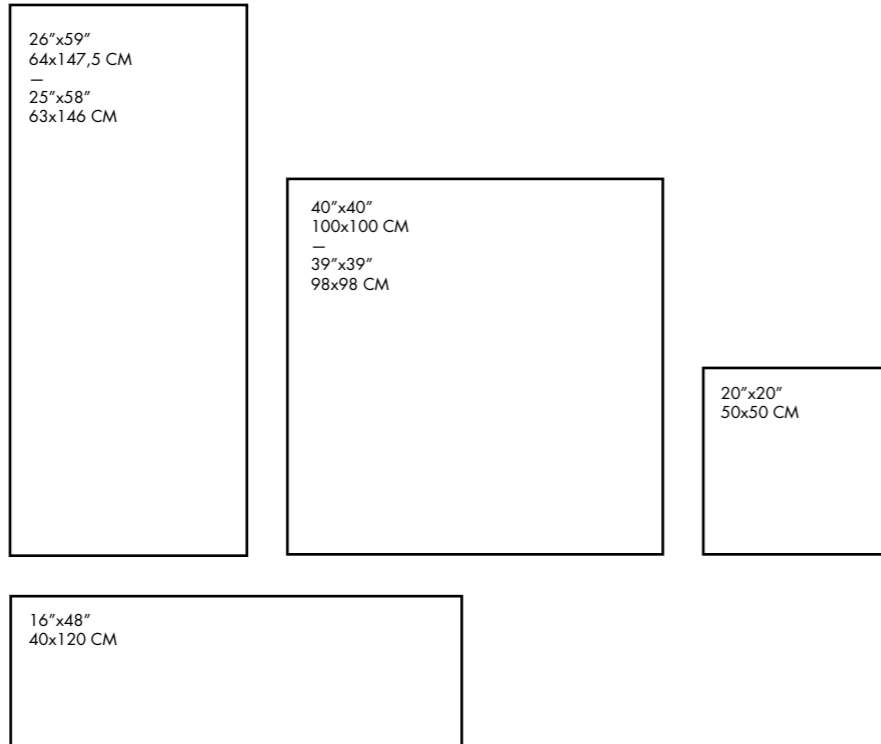 26”x59”
64x147,5 CM
—
25”x58”
63x146 CM
40”x40”
100x100 CM
—
39”x39”
98x98 CM
20”x20”
50x50 CM
16”x48”
40x120 CM